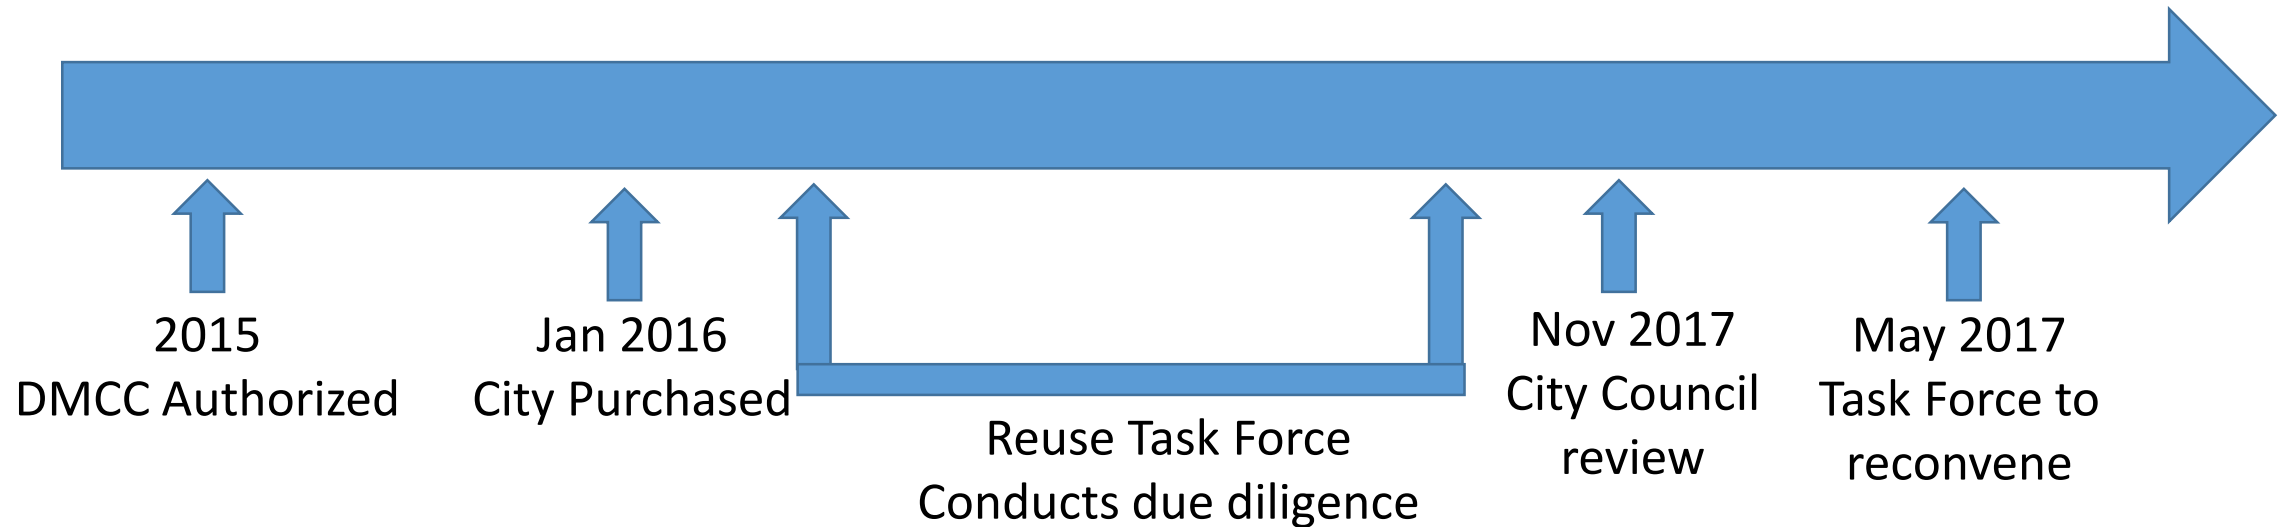 2015
DMCC Authorized
Jan 2016
City Purchased
Reuse Task Force
Conducts due diligence
Nov 2017
City Council
review
May 2017
Task Force to
reconvene